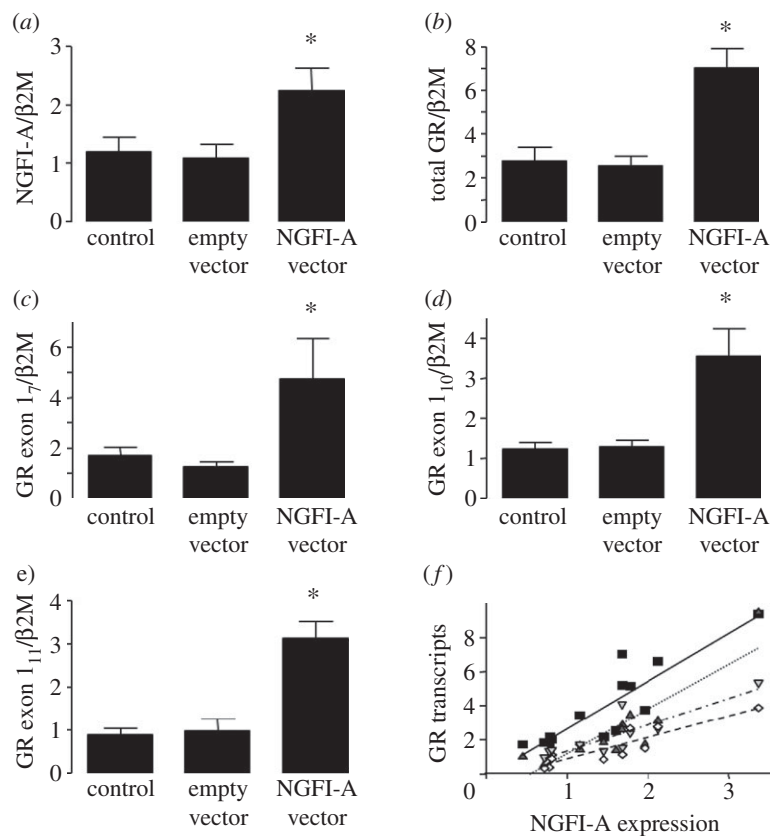 (a)
NGFI-A/β2M
3
2
1
0
*
control
empty vector
NGFI-A vector
(b)
total GR/β2M
8
6
4
2
0
*
control
empty vector
NGFI-A vector
(c)
GR exon 1₇/β2M
6
4
2
0
*
control
empty vector
NGFI-A vector
(d)
GR exon 1₁₀/β2M
4
3
2
1
0
*
control
empty vector
NGFI-A vector
e)
GR exon 1₁₁/β2M
4
3
2
1
0
*
control
empty vector
NGFI-A vector
(f)
GR transcripts
8
6
4
2
0
1
2
3
NGFI-A expression